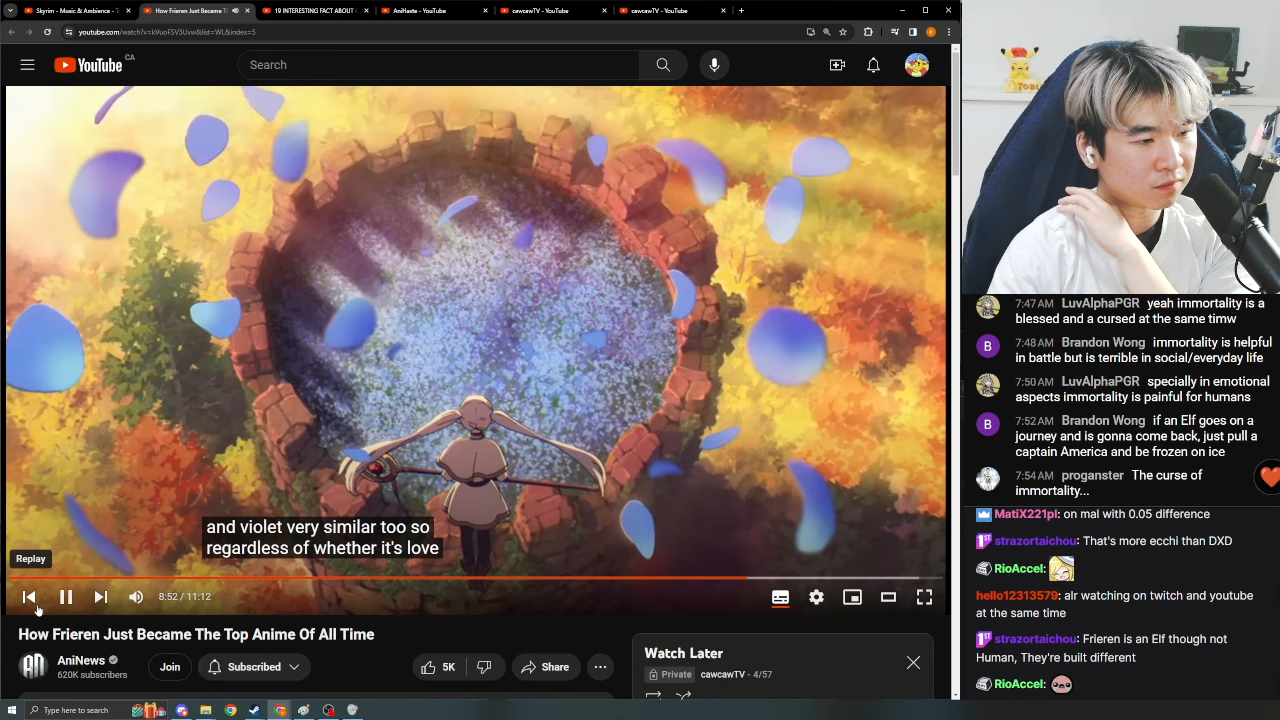 Skyrim - Music & Ambience - T
How Frieren Just Became T
19 INTERESTING FACT ABOUT
AniHaste - YouTube
cawcawTV - YouTube
cawcawTV - YouTube
youtube.com/watch?v=kVuoFSV3Uvw&list=WL&index=5
YouTube CA
Search
and violet very similar too so
regardless of whether it's love
Replay
8:52 / 11:12
How Frieren Just Became The Top Anime Of All Time
AniNews
620K subscribers
Join
Subscribed
5K
Share
Watch Later
Private cawcawTV - 4/57
Type here to search
7:47 AM LuvAlphaPGR yeah immortality is a
blessed and a cursed at the same timw
7:48 AM Brandon Wong immortality is helpful
in battle but is terrible in social/everyday life
7:50 AM LuvAlphaPGR specially in emotional
aspects immortality is painful for humans
7:52 AM Brandon Wong if an Elf goes on a
journey and is gonna come back, just pull a
captain America and be frozen on ice
7:54 AM proganster The curse of
immortality...
MatiX221pl: on mal with 0.05 difference
strazortaichou: That's more ecchi than DXD
RioAccel:
hello12313579: alr watching on twitch and youtube
at the same time
strazortaichou: Frieren is an Elf though not
Human, They're built different
RioAccel: